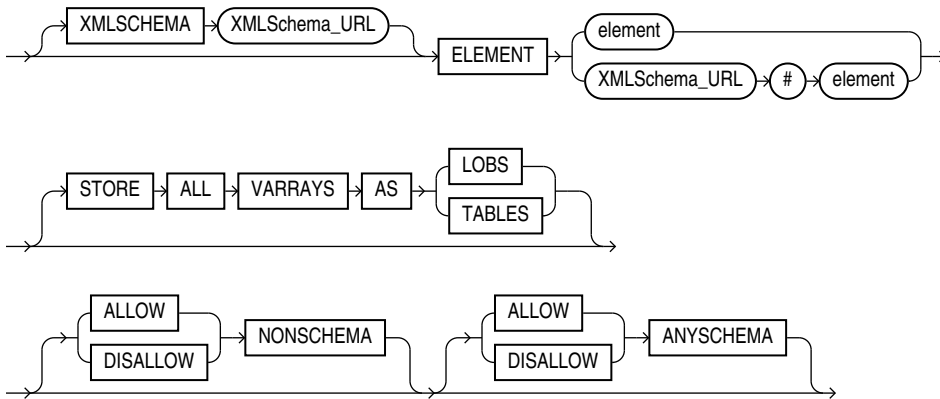 XMLSCHEMA XMLSchema_URL
ELEMENT
element
XMLSchema_URL # element
STORE ALL VARRAYS AS
LOBS
TABLES
ALLOW
DISALLOW
NONSCHEMA
ALLOW
DISALLOW
ANYSCHEMA